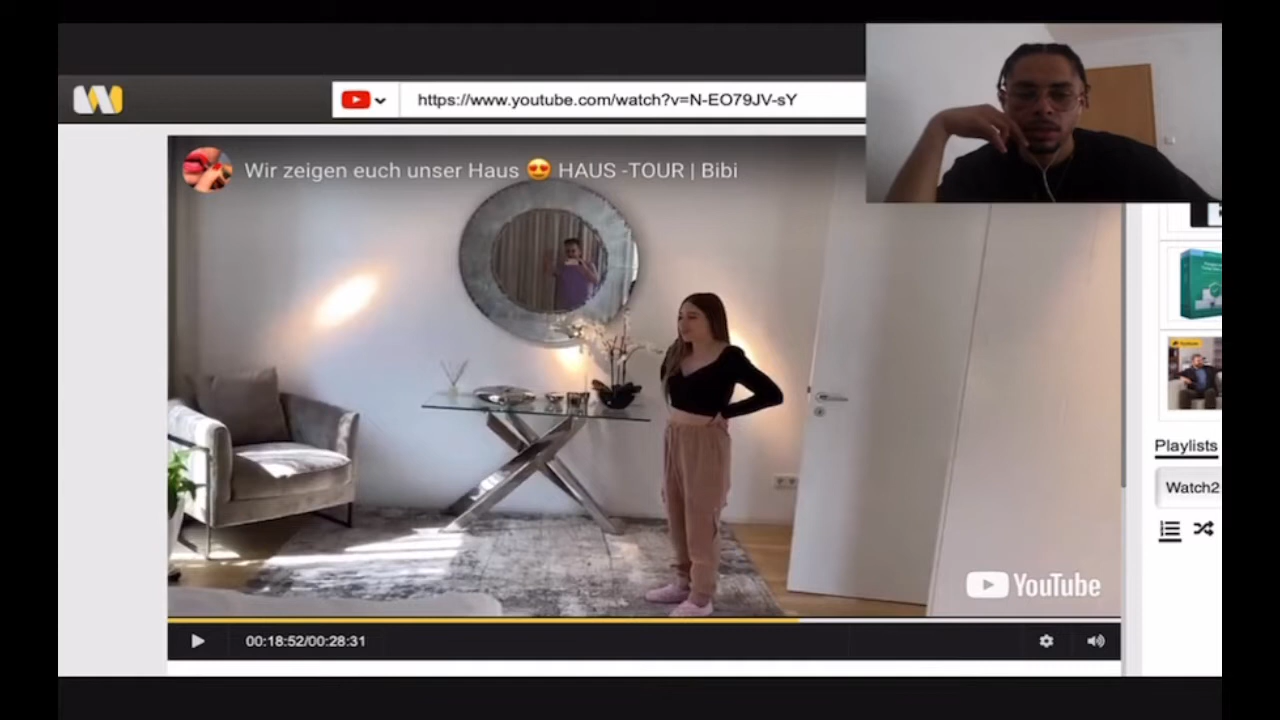 https://www.youtube.com/watch?v=N-EO79JV-sY
Wir zeigen euch unser Haus 😍 HAUS -TOUR | Bibi
Playlists
Watch2
YouTube
00:18:52/00:28:31